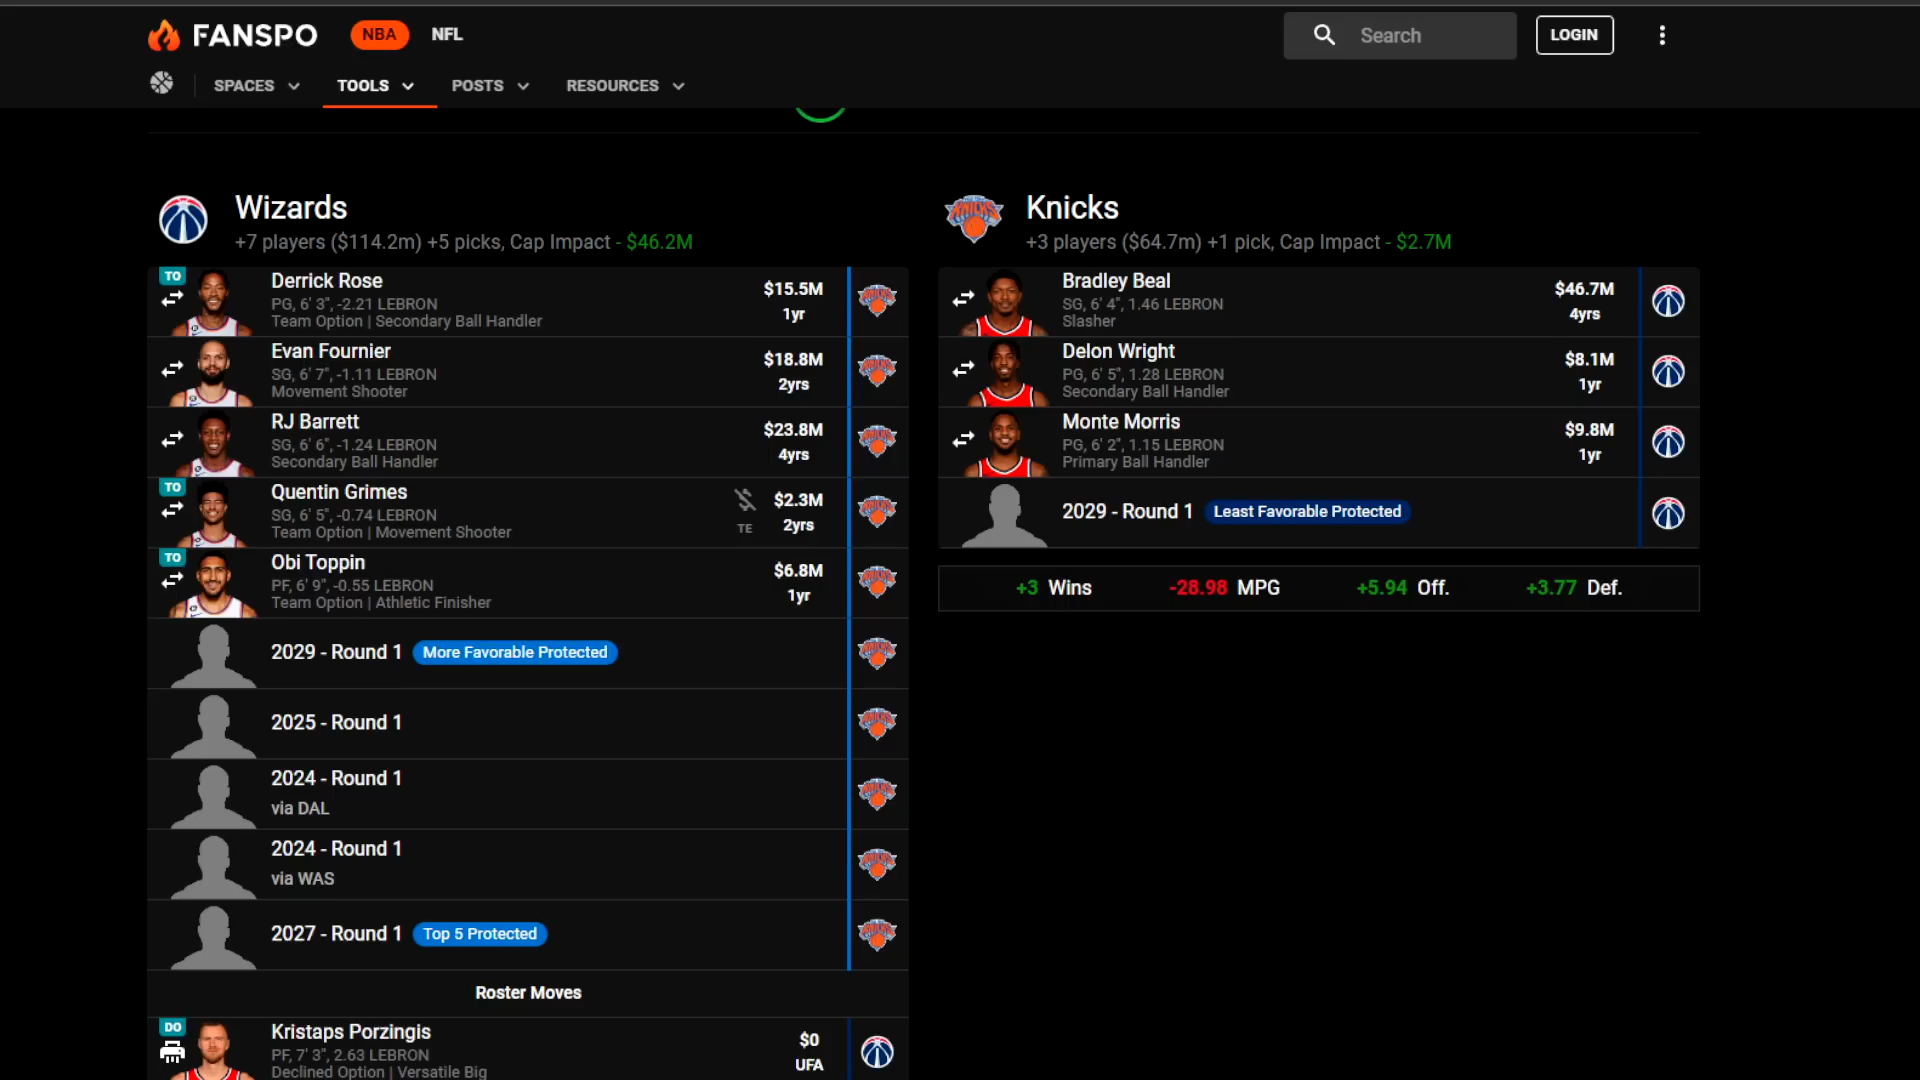 FANSPO
NBA
NFL
Search
LOGIN
SPACES
TOOLS
POSTS
RESOURCES
Wizards
+7 players ($114.2m) +5 picks, Cap Impact - $46.2M
TO
Derrick Rose
PG, 6' 3", -2.21 LEBRON
Team Option | Secondary Ball Handler
$15.5M
1yr
Evan Fournier
SG, 6' 7", -1.11 LEBRON
Movement Shooter
$18.8M
2yrs
RJ Barrett
SG, 6' 6", -1.24 LEBRON
Secondary Ball Handler
$23.8M
4yrs
TO
Quentin Grimes
SG, 6' 5", -0.74 LEBRON
Team Option | Movement Shooter
TE
$2.3M
2yrs
TO
Obi Toppin
PF, 6' 9", -0.55 LEBRON
Team Option | Athletic Finisher
$6.8M
1yr
2029 - Round 1 More Favorable Protected
2025 - Round 1
2024 - Round 1
via DAL
2024 - Round 1
via WAS
2027 - Round 1 Top 5 Protected
Roster Moves
DO
Kristaps Porzingis
PF, 7' 3", 2.63 LEBRON
Declined Option | Versatile Big
$0
UFA
KNICKS
Knicks
+3 players ($64.7m) +1 pick, Cap Impact - $2.7M
Bradley Beal
SG, 6' 4", 1.46 LEBRON
Slasher
$46.7M
4yrs
Delon Wright
PG, 6' 5", 1.28 LEBRON
Secondary Ball Handler
$8.1M
1yr
Monte Morris
PG, 6' 2", 1.15 LEBRON
Primary Ball Handler
$9.8M
1yr
2029 - Round 1 Least Favorable Protected
+3 Wins
-28.98 MPG
+5.94 Off.
+3.77 Def.